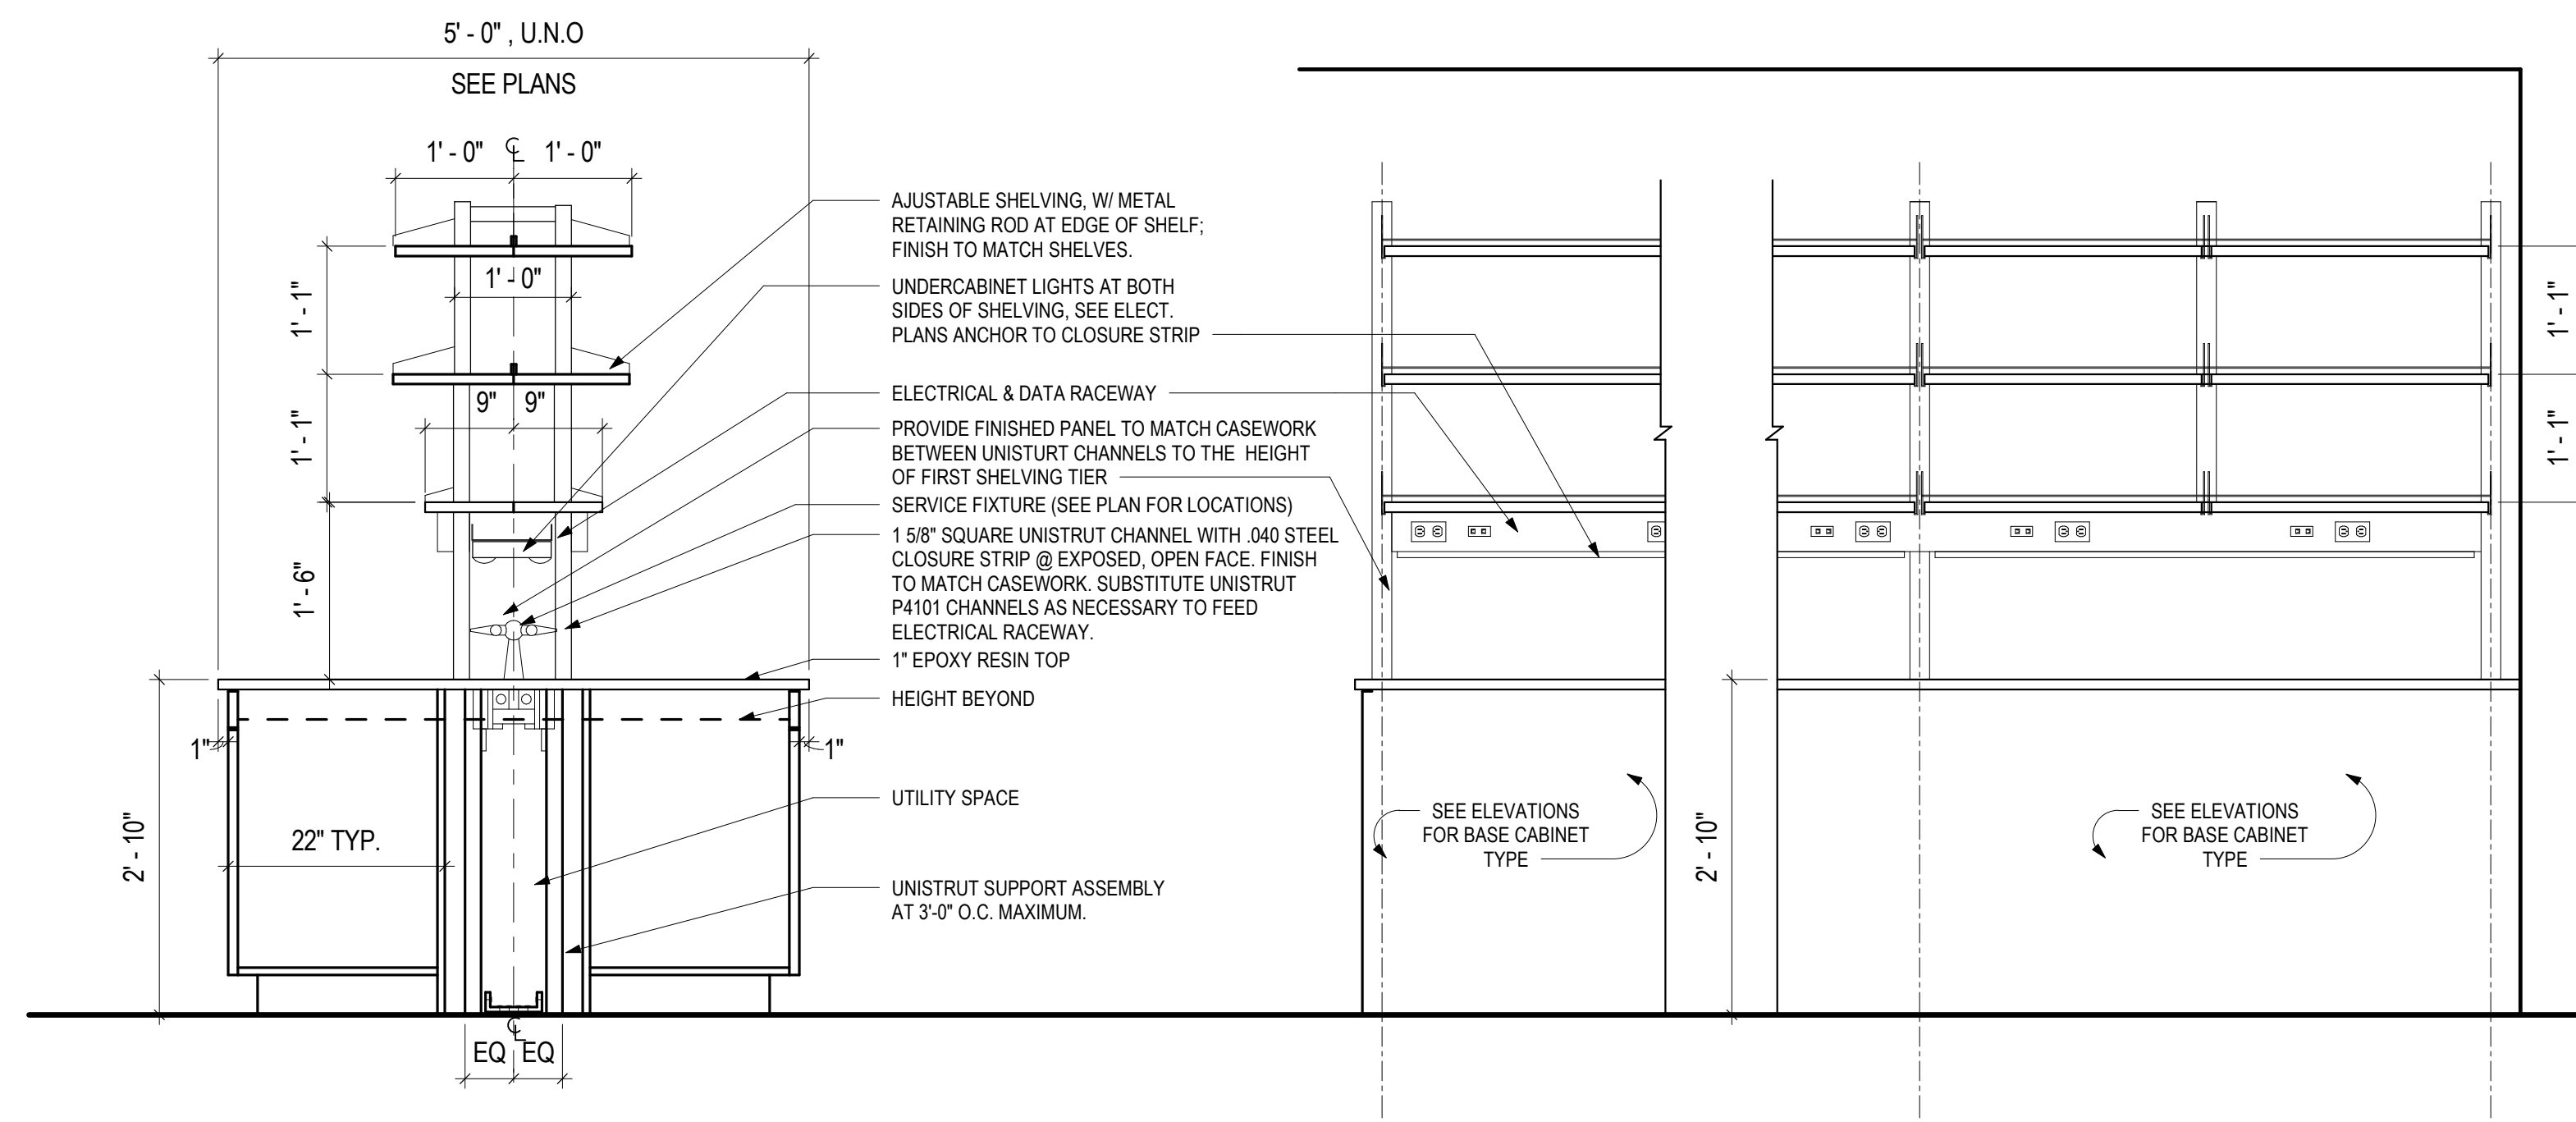 5' - 0" , U.N.O
SEE PLANS
1' - 0" ℄ 1' - 0"
1' - 0"
1' - 1"
9" 9"
1' - 1"
1' - 6"
1" 1"
2' - 10"
22" TYP.
℄
EQ EQ
AJUSTABLE SHELVING, W/ METAL
RETAINING ROD AT EDGE OF SHELF;
FINISH TO MATCH SHELVES.
UNDERCABINET LIGHTS AT BOTH
SIDES OF SHELVING, SEE ELECT.
PLANS ANCHOR TO CLOSURE STRIP
ELECTRICAL & DATA RACEWAY
PROVIDE FINISHED PANEL TO MATCH CASEWORK
BETWEEN UNISTURT CHANNELS TO THE HEIGHT
OF FIRST SHELVING TIER
SERVICE FIXTURE (SEE PLAN FOR LOCATIONS)
1 5/8" SQUARE UNISTRUT CHANNEL WITH .040 STEEL
CLOSURE STRIP @ EXPOSED, OPEN FACE. FINISH
TO MATCH CASEWORK. SUBSTITUTE UNISTRUT
P4101 CHANNELS AS NECESSARY TO FEED
ELECTRICAL RACEWAY.
1" EPOXY RESIN TOP
HEIGHT BEYOND
UTILITY SPACE
UNISTRUT SUPPORT ASSEMBLY
AT 3'-0" O.C. MAXIMUM.
1' - 1"
1' - 1"
SEE ELEVATIONS
FOR BASE CABINET
TYPE
2' - 10"
SEE ELEVATIONS
FOR BASE CABINET
TYPE